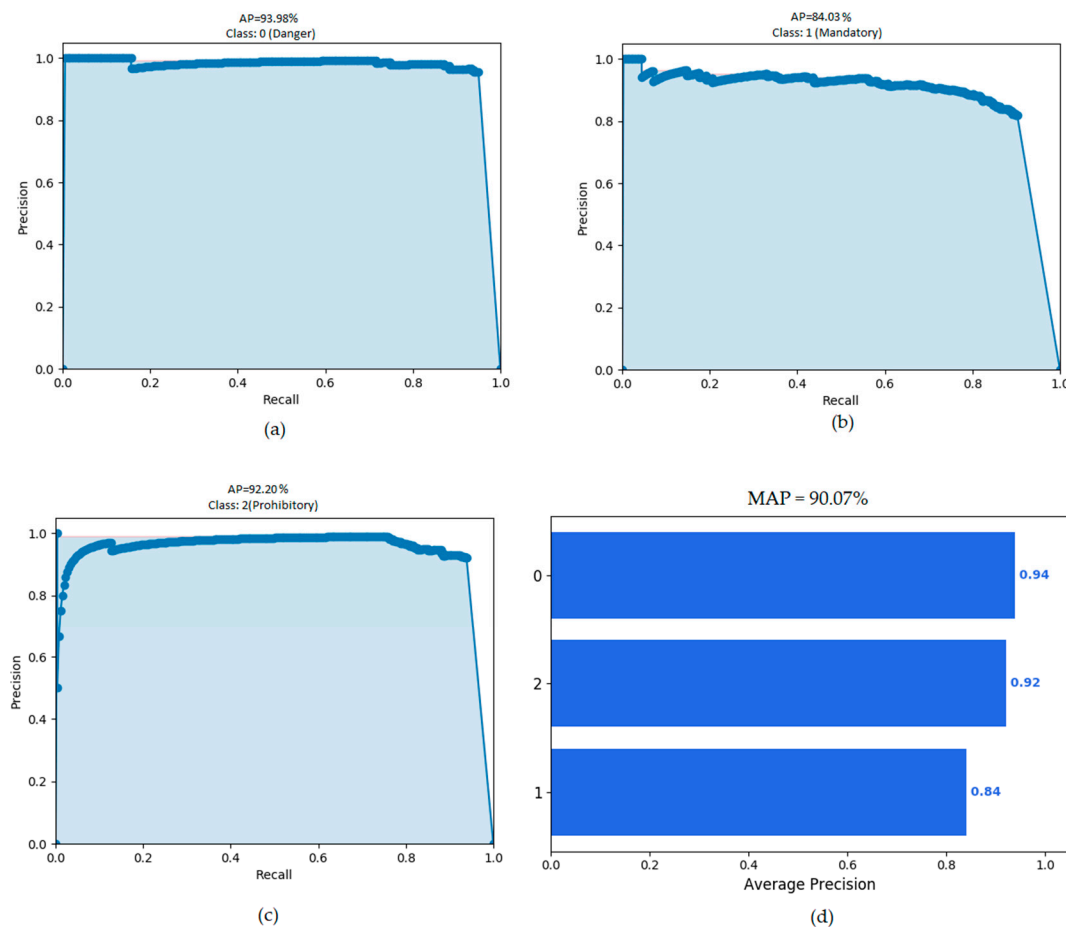 AP=93.98%
Class: 0 (Danger)
1.0
0.8
0.6
0.4
0.2
0.0
Precision
0.0 0.2 0.4 0.6 0.8 1.0
Recall
(a)
AP=84.03%
Class: 1 (Mandatory)
1.0
0.8
0.6
0.4
0.2
0.0
Precision
0.0 0.2 0.4 0.6 0.8 1.0
Recall
(b)
AP=92.20%
Class: 2(Prohibitory)
1.0
0.8
0.6
0.4
0.2
0.0
Precision
0.0 0.2 0.4 0.6 0.8 1.0
Recall
(c)
MAP = 90.07%
0 0.94
2 0.92
1 0.84
0.0 0.2 0.4 0.6 0.8 1.0
Average Precision
(d)